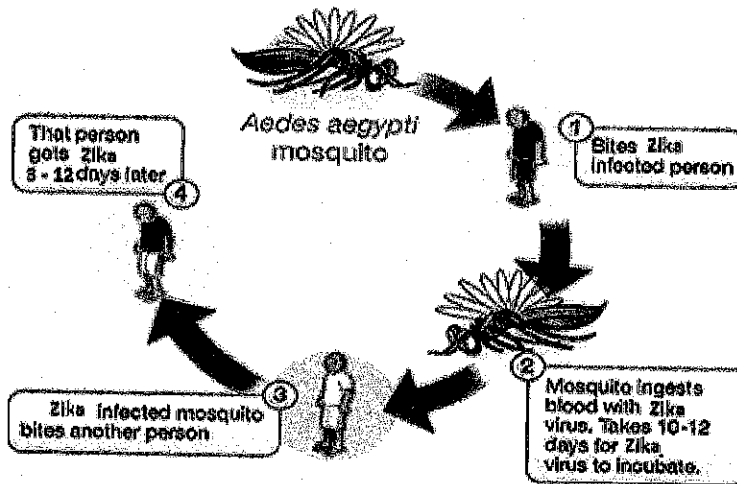 Aedes aegypti
mosquito
1
Bites Zika
infected person
2
Mosquito ingests
blood with Zika
virus. Takes 10-12
days for Zika
virus to incubate.
3
Zika infected mosquito
bites another person
4
That person
gets Zika
3 - 12 days later